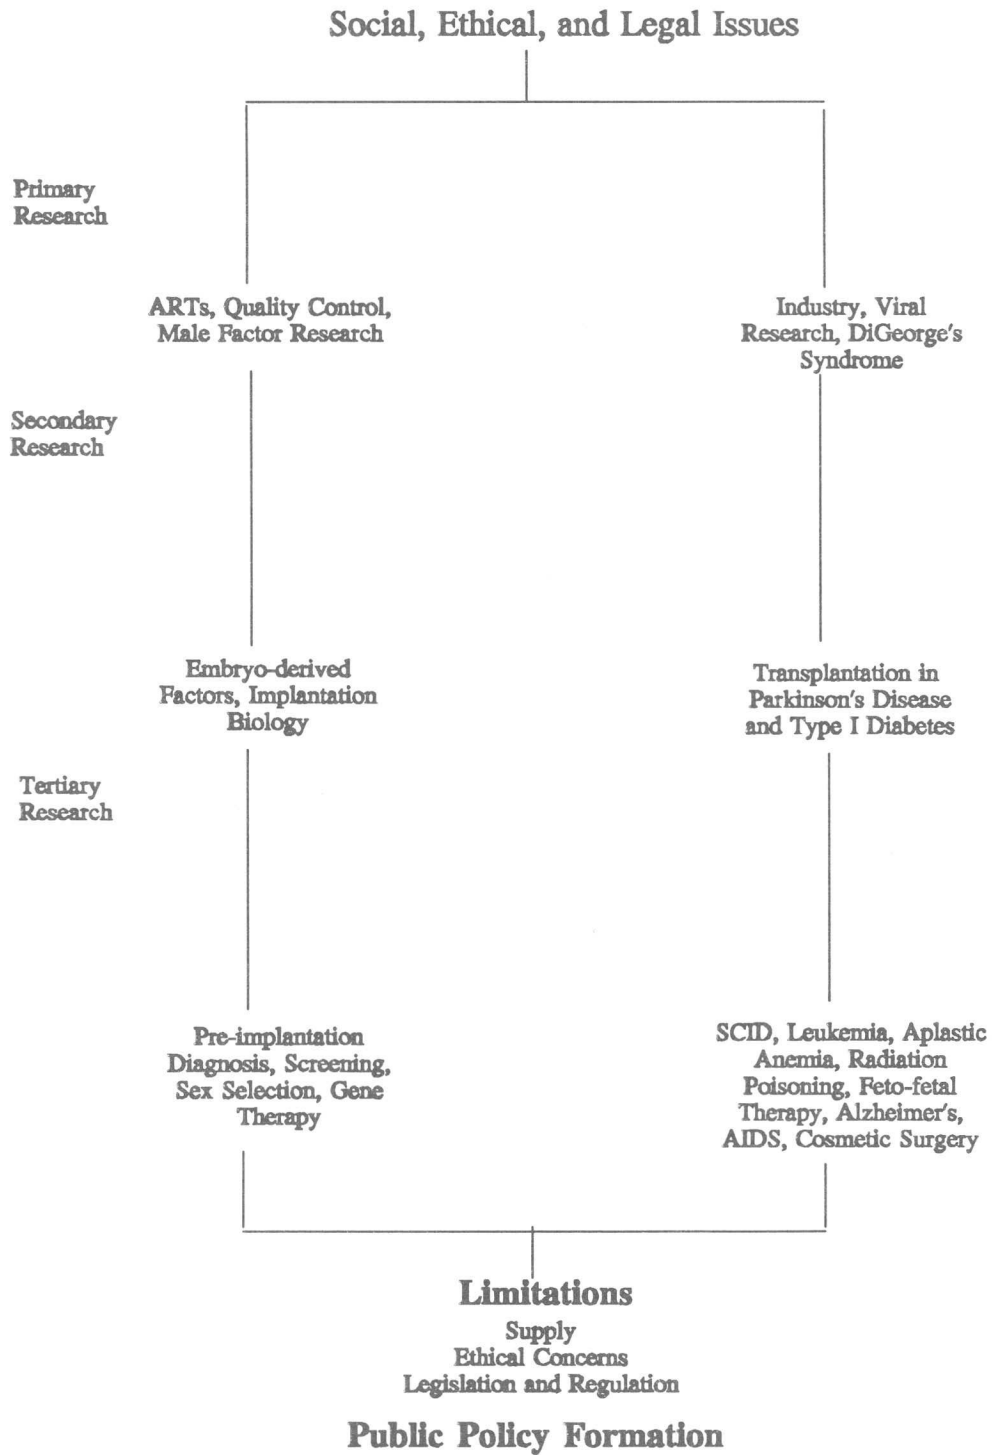 Social, Ethical, and Legal Issues
Primary
Research
ARTs, Quality Control,
Male Factor Research
Industry, Viral
Research, DiGeorge's
Syndrome
Secondary
Research
Embryo-derived
Factors, Implantation
Biology
Transplantation in
Parkinson's Disease
and Type I Diabetes
Tertiary
Research
Pre-implantation
Diagnosis, Screening,
Sex Selection, Gene
Therapy
SCID, Leukemia, Aplastic
Anemia, Radiation
Poisoning, Feto-fetal
Therapy, Alzheimer's,
AIDS, Cosmetic Surgery
Limitations
Supply
Ethical Concerns
Legislation and Regulation
Public Policy Formation